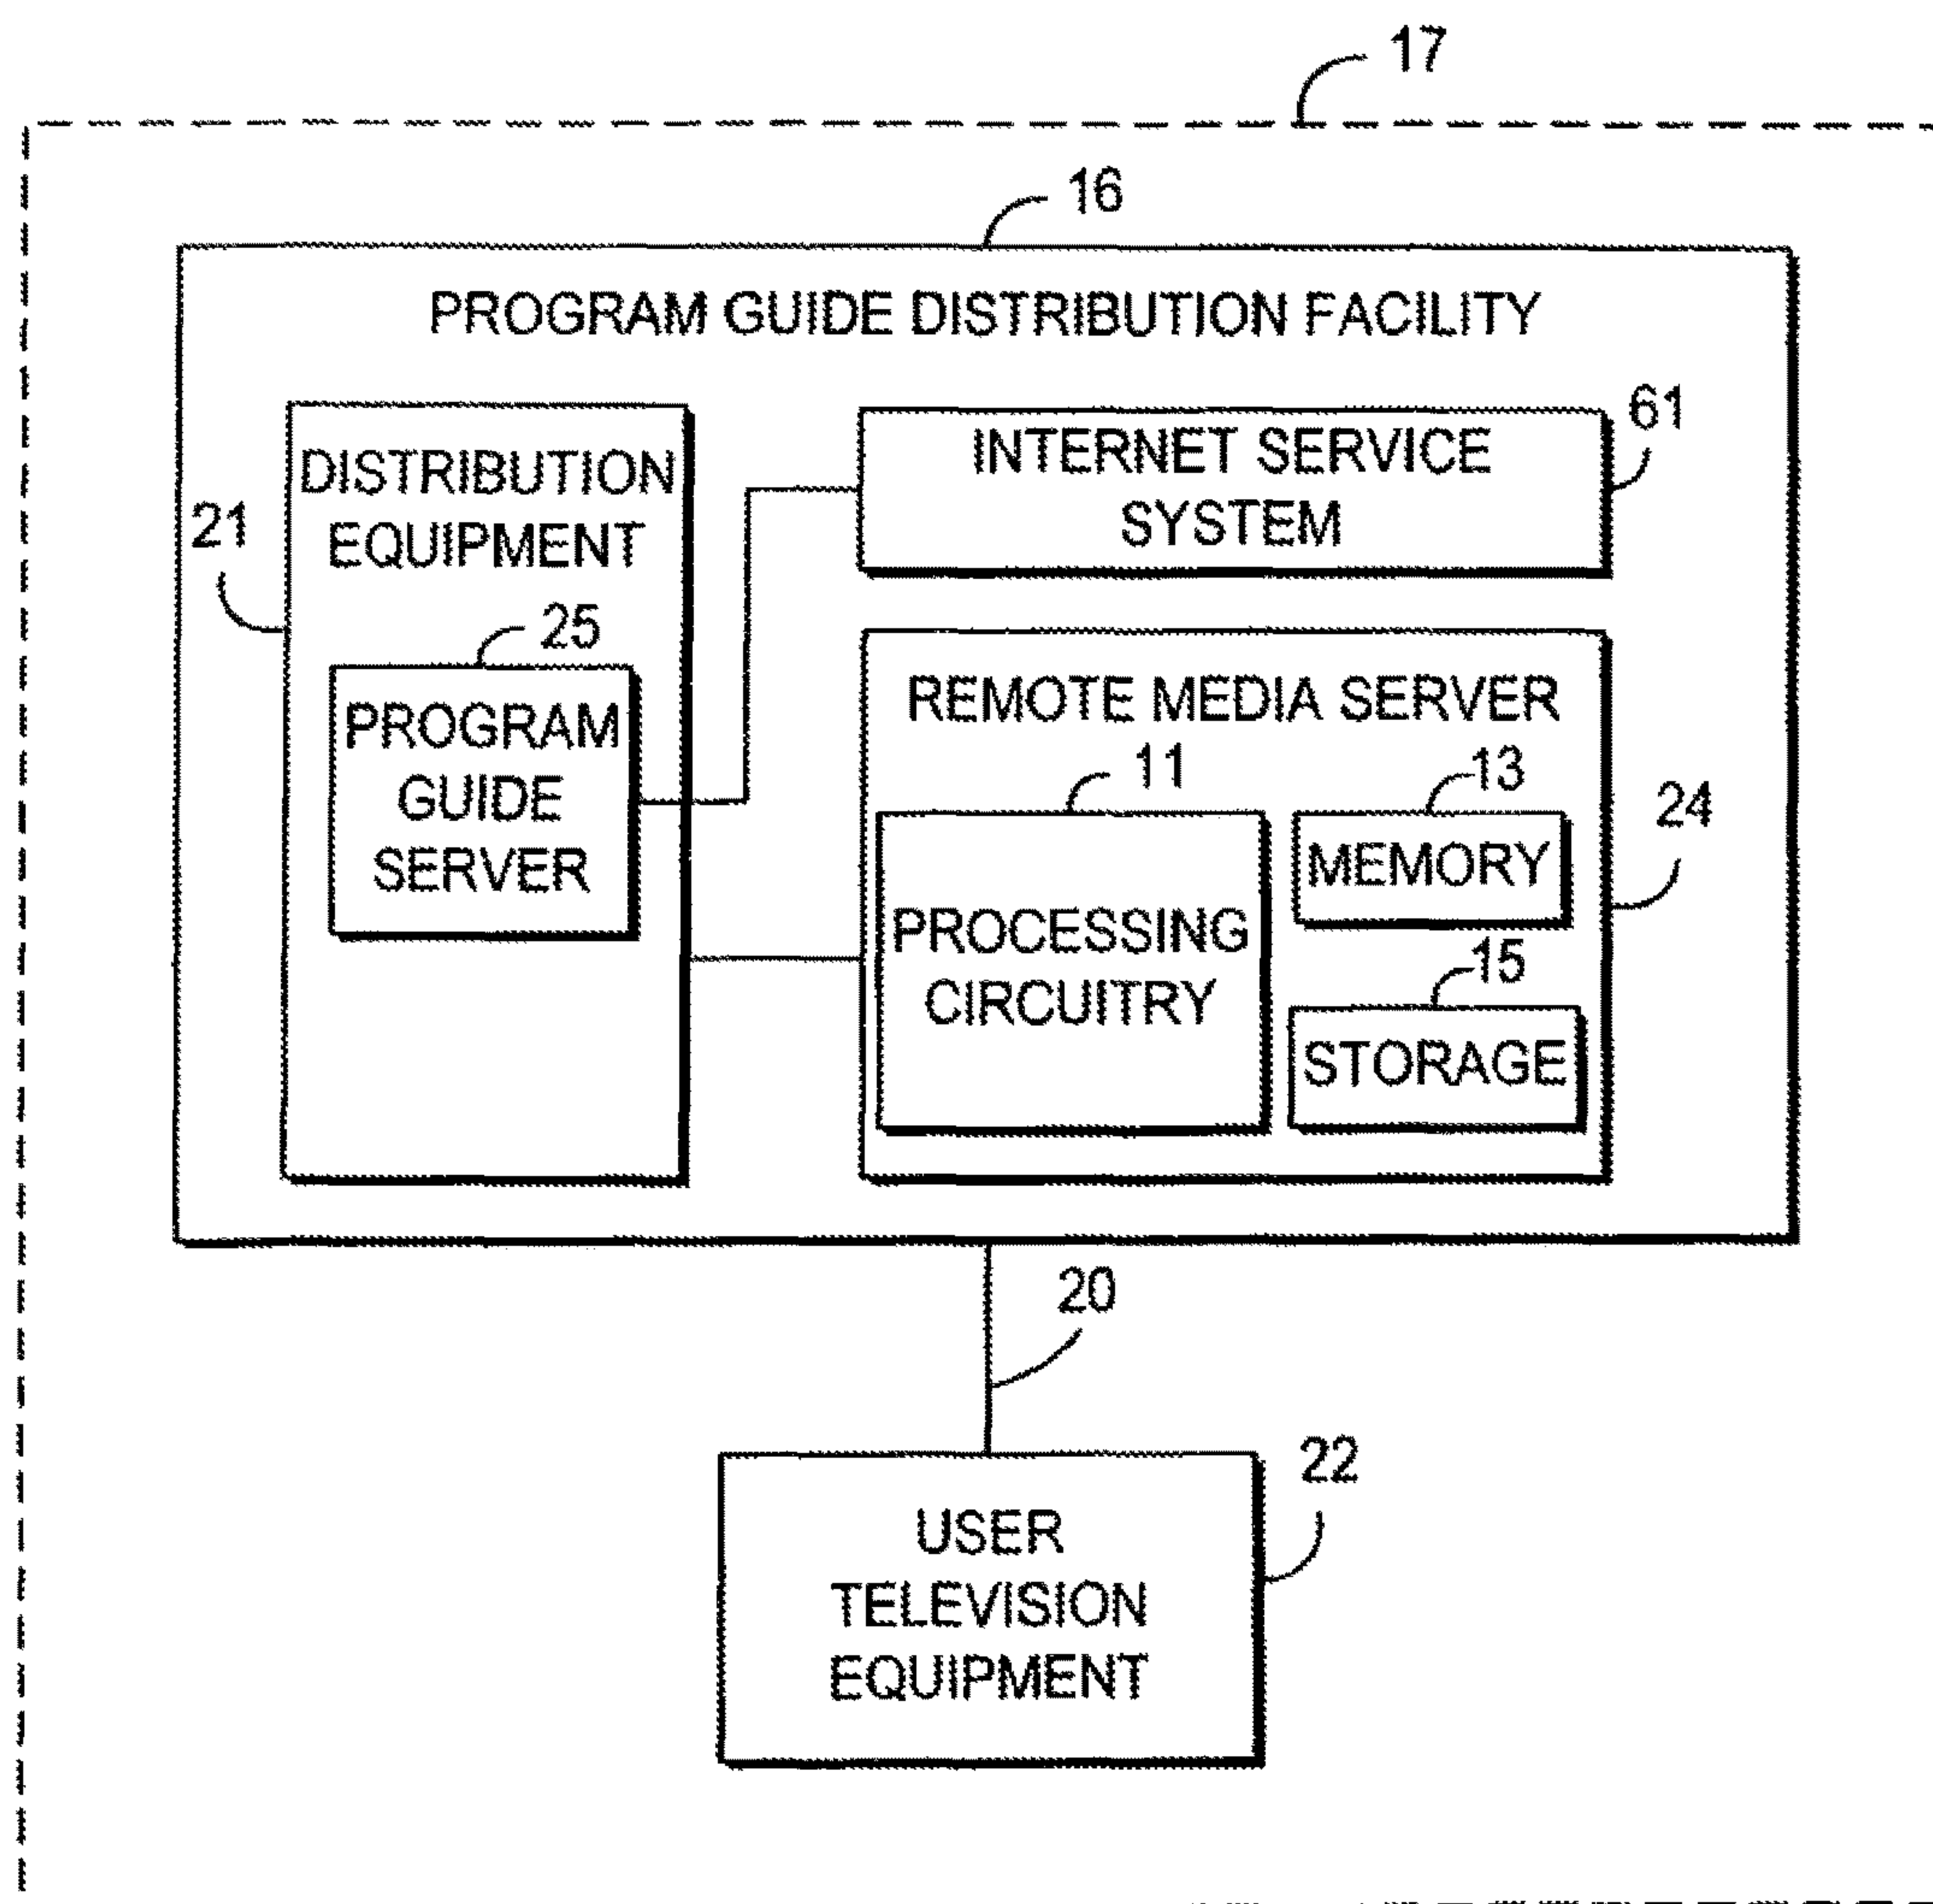 17
16
PROGRAM GUIDE DISTRIBUTION FACILITY
61
INTERNET SERVICE
SYSTEM
21
DISTRIBUTION
EQUIPMENT
25
PROGRAM
GUIDE
SERVER
REMOTE MEDIA SERVER
11
13
24
PROCESSING
CIRCUITRY
MEMORY
15
STORAGE
20
22
USER
TELEVISION
EQUIPMENT